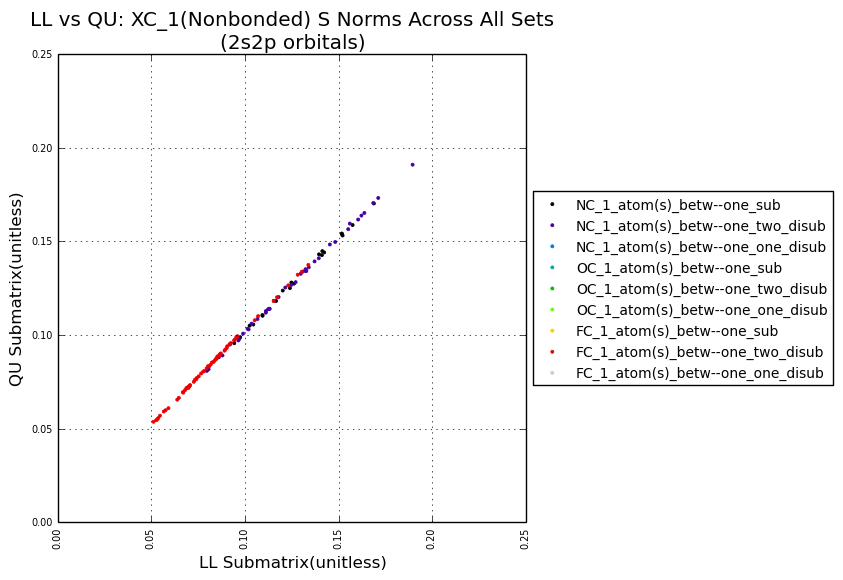 LL vs QU: XC_1(Nonbonded) S Norms Across All Sets
(2s2p orbitals)
QU Submatrix(unitless)
0.25
0.20
0.15
0.10
0.05
0.00
0.00
0.05
0.10
0.15
0.20
0.25
LL Submatrix(unitless)
NC_1_atom(s)_betw--one_sub
NC_1_atom(s)_betw--one_two_disub
NC_1_atom(s)_betw--one_one_disub
OC_1_atom(s)_betw--one_sub
OC_1_atom(s)_betw--one_two_disub
OC_1_atom(s)_betw--one_one_disub
FC_1_atom(s)_betw--one_sub
FC_1_atom(s)_betw--one_two_disub
FC_1_atom(s)_betw--one_one_disub